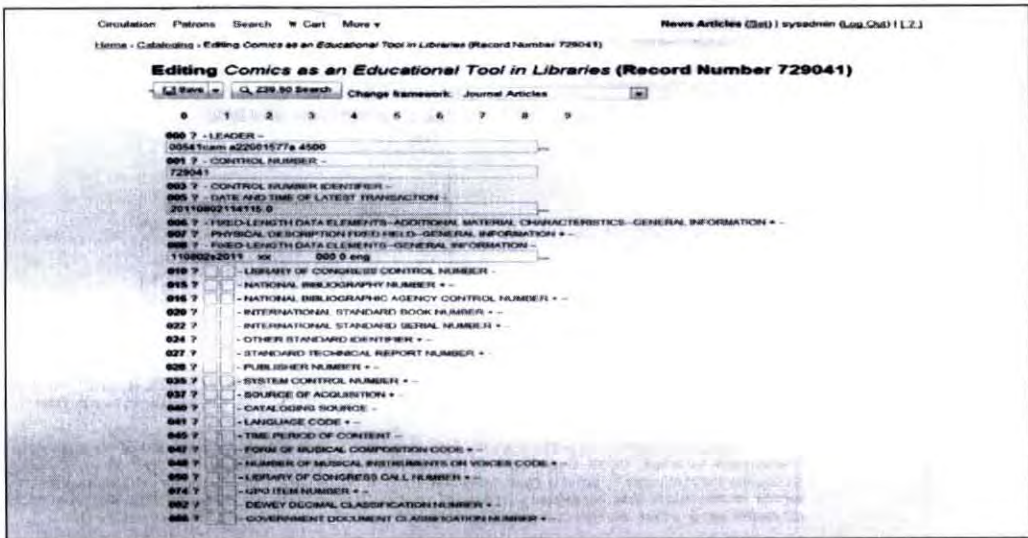 Circulation Patrons Search Cart More ▾ News Articles (Set) | sysadmin (Log Out) | [ ? ]
Home › Cataloging › Editing Comics as an Educational Tool in Libraries (Record Number 729041)
Editing Comics as an Educational Tool in Libraries (Record Number 729041)
Save Z39.50 Search Change framework: Journal Articles
0 1 2 3 4 5 6 7 8 9
000 ? - LEADER -
00541cam a22001577a 4500
001 ? - CONTROL NUMBER -
729041
003 ? - CONTROL NUMBER IDENTIFIER -
005 ? - DATE AND TIME OF LATEST TRANSACTION -
20110802114115.0
006 ? - FIXED-LENGTH DATA ELEMENTS--ADDITIONAL MATERIAL CHARACTERISTICS--GENERAL INFORMATION + -
007 ? - PHYSICAL DESCRIPTION FIXED FIELD--GENERAL INFORMATION + -
008 ? - FIXED-LENGTH DATA ELEMENTS--GENERAL INFORMATION -
110802s2011 xx 000 0 eng
010 ? - LIBRARY OF CONGRESS CONTROL NUMBER -
015 ? - NATIONAL BIBLIOGRAPHY NUMBER + -
016 ? - NATIONAL BIBLIOGRAPHIC AGENCY CONTROL NUMBER + -
020 ? - INTERNATIONAL STANDARD BOOK NUMBER + -
022 ? - INTERNATIONAL STANDARD SERIAL NUMBER + -
024 ? - OTHER STANDARD IDENTIFIER + -
027 ? - STANDARD TECHNICAL REPORT NUMBER + -
028 ? - PUBLISHER NUMBER + -
035 ? - SYSTEM CONTROL NUMBER + -
037 ? - SOURCE OF ACQUISITION + -
040 ? - CATALOGING SOURCE -
041 ? - LANGUAGE CODE + -
045 ? - TIME PERIOD OF CONTENT -
047 ? - FORM OF MUSICAL COMPOSITION CODE + -
048 ? - NUMBER OF MUSICAL INSTRUMENTS OR VOICES CODE + -
050 ? - LIBRARY OF CONGRESS CALL NUMBER + -
074 ? - GPO ITEM NUMBER + -
082 ? - DEWEY DECIMAL CLASSIFICATION NUMBER + -
086 ? - GOVERNMENT DOCUMENT CLASSIFICATION NUMBER + -